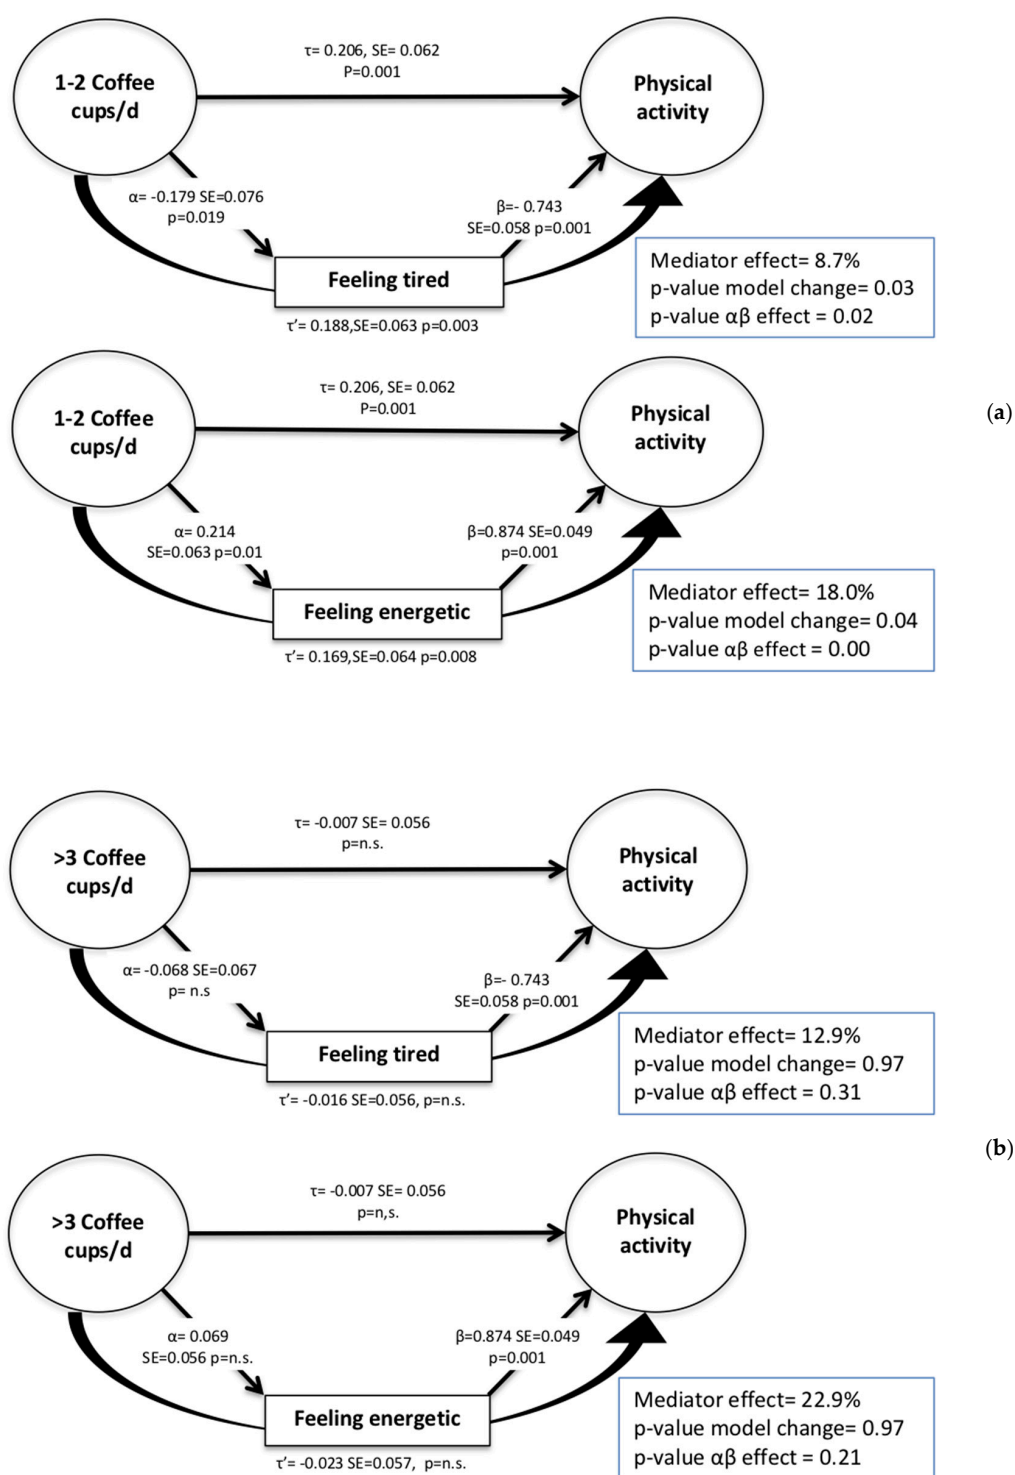 1-2 Coffee
cups/d
τ= 0.206, SE= 0.062
P=0.001
Physical
activity
α= -0.179 SE=0.076
p=0.019
β=- 0.743
SE=0.058 p=0.001
Feeling tired
τ’= 0.188,SE=0.063 p=0.003
Mediator effect= 8.7%
p-value model change= 0.03
p-value αβ effect = 0.02
1-2 Coffee
cups/d
τ= 0.206, SE= 0.062
P=0.001
Physical
activity
(a)
α= 0.214
SE=0.063 p=0.01
β=0.874 SE=0.049
p=0.001
Feeling energetic
τ’= 0.169,SE=0.064 p=0.008
Mediator effect= 18.0%
p-value model change= 0.04
p-value αβ effect = 0.00
>3 Coffee
cups/d
τ= -0.007 SE= 0.056
p=n.s.
Physical
activity
α= -0.068 SE=0.067
p= n.s
β=- 0.743
SE=0.058 p=0.001
Feeling tired
τ’= -0.016 SE=0.056, p=n.s.
Mediator effect= 12.9%
p-value model change= 0.97
p-value αβ effect = 0.31
(b)
>3 Coffee
cups/d
τ= -0.007 SE= 0.056
p=n,s.
Physical
activity
α= 0.069
SE=0.056 p=n.s.
β=0.874 SE=0.049
p=0.001
Feeling energetic
τ’= -0.023 SE=0.057, p=n.s.
Mediator effect= 22.9%
p-value model change= 0.97
p-value αβ effect = 0.21